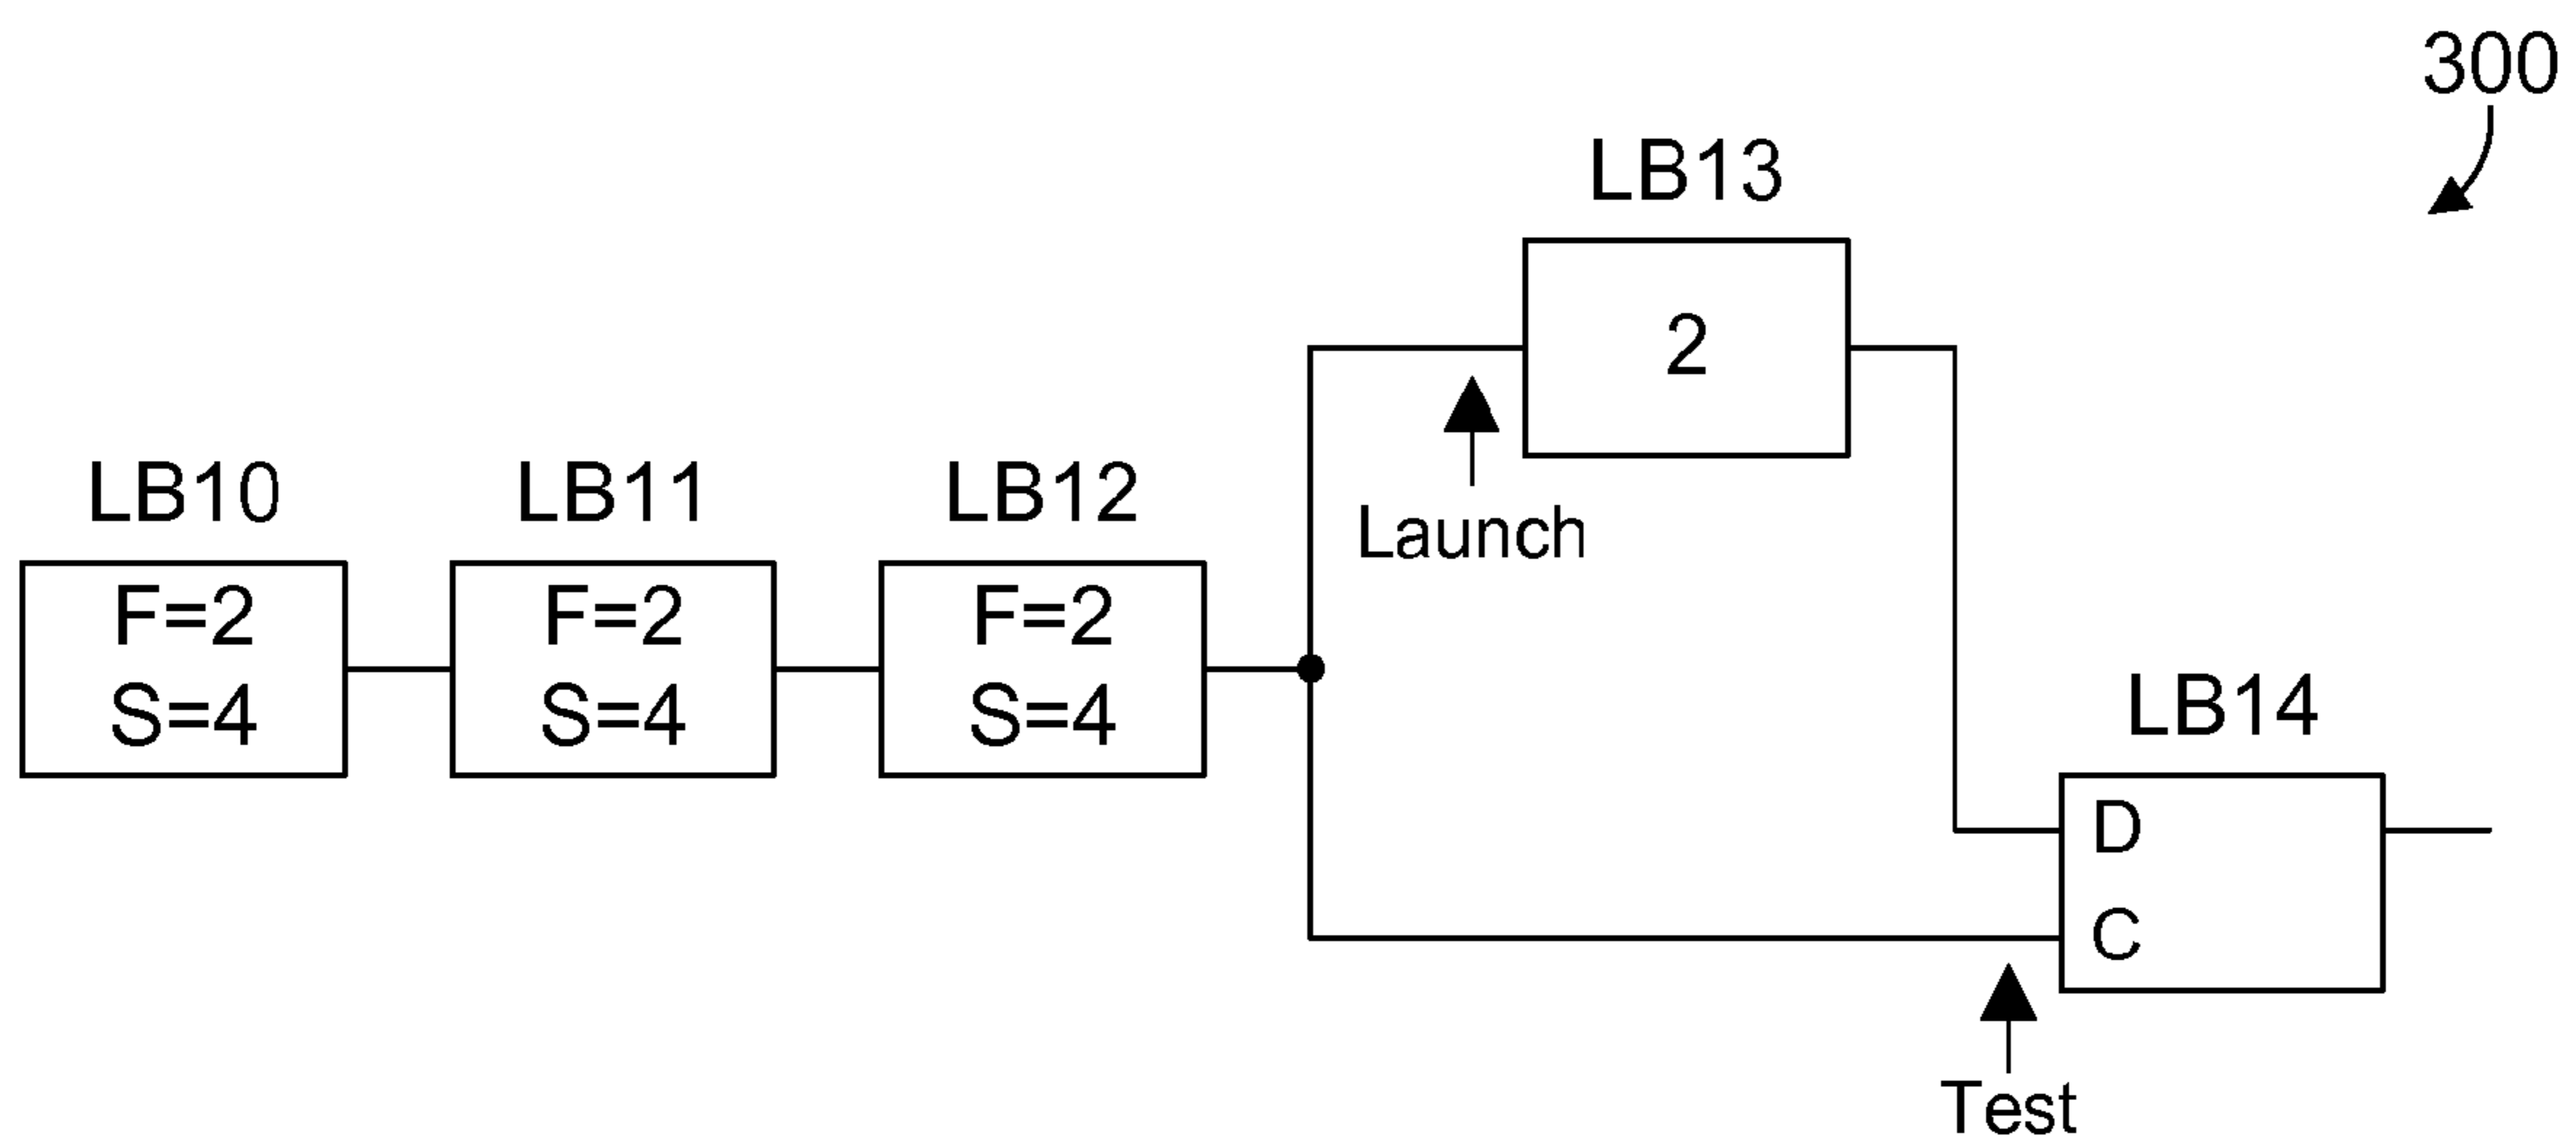 300
LB13
2
Launch
LB10
F=2
S=4
LB11
F=2
S=4
LB12
F=2
S=4
LB14
D
C
Test